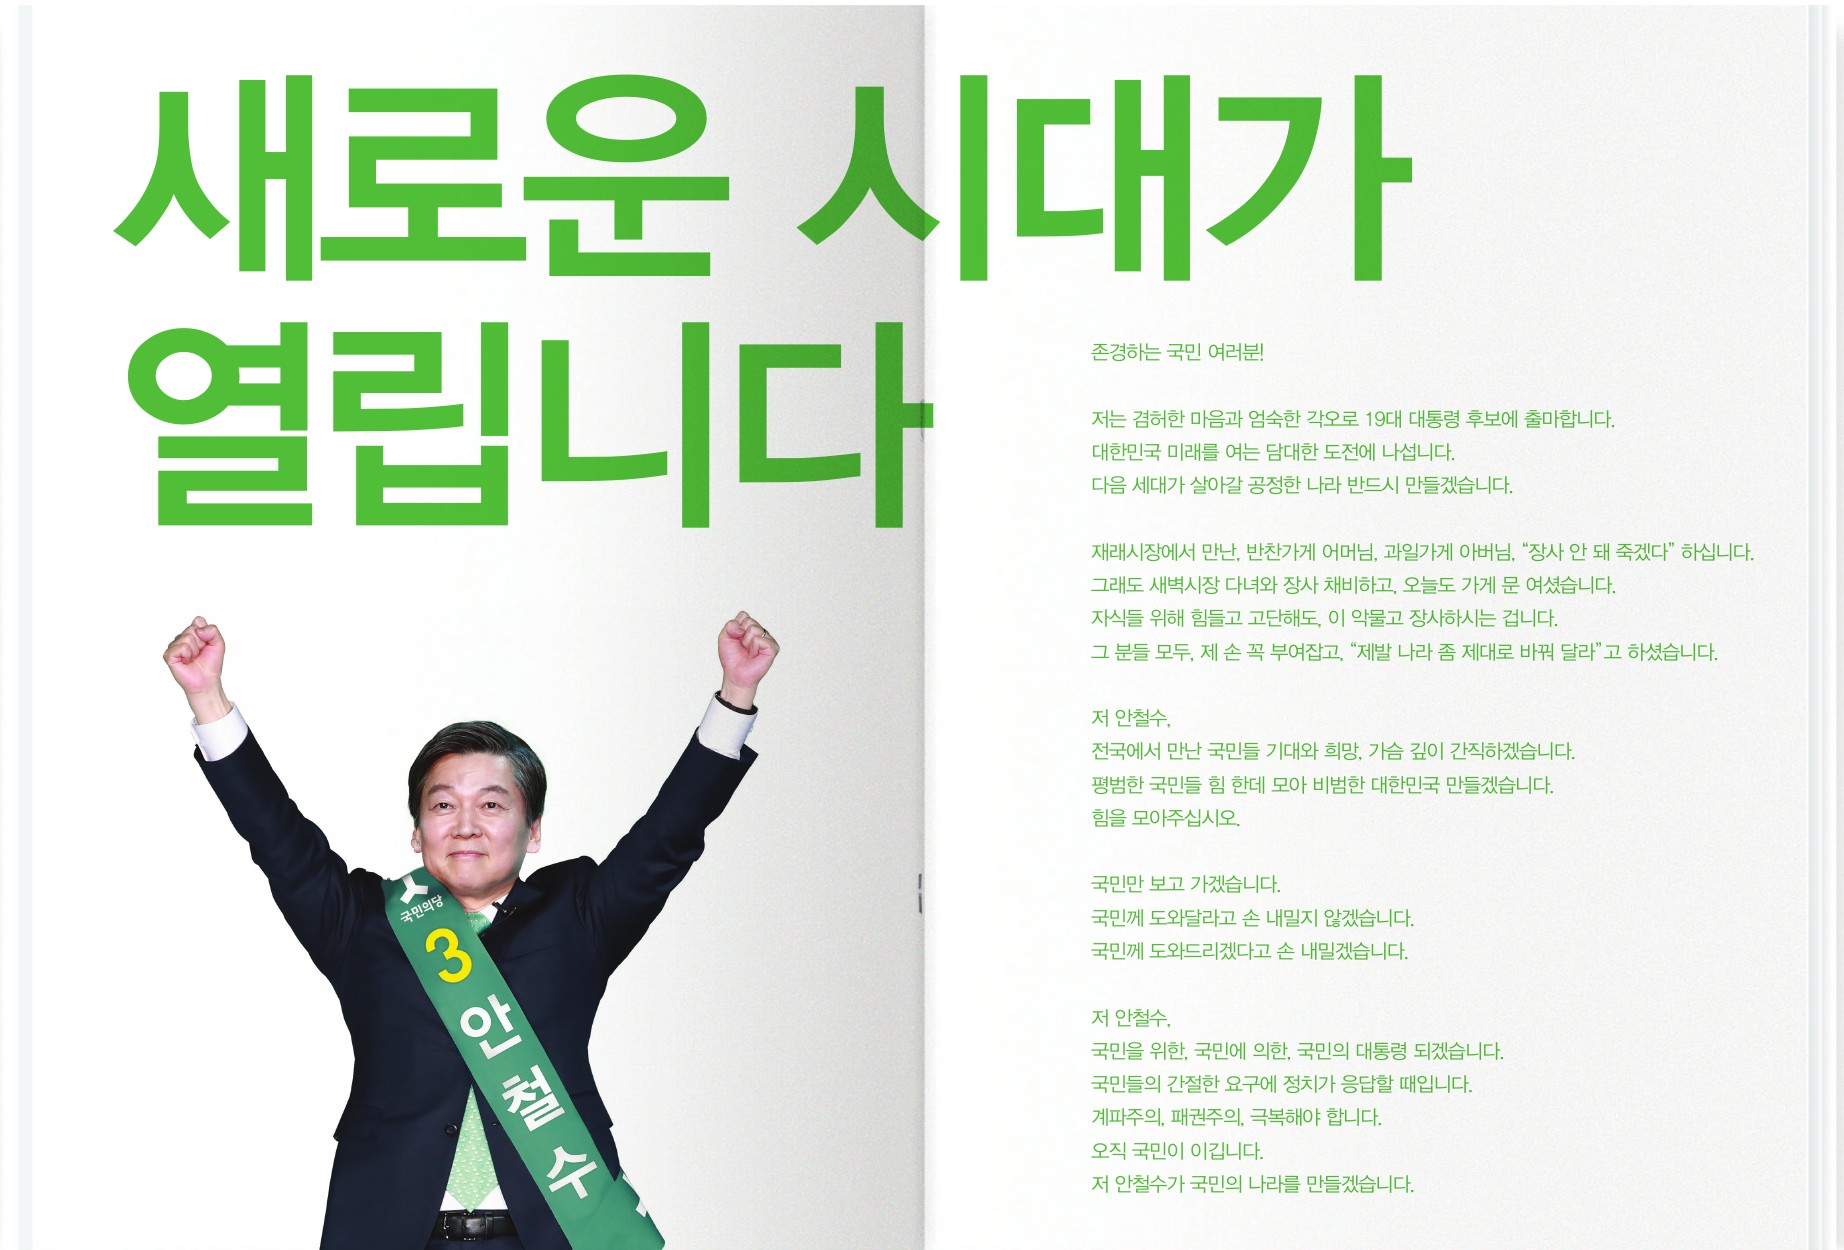 새로운 시대가
열립니다
국민의당
3
안철수
존경하는 국민 여러분!
저는 겸허한 마음과 엄숙한 각오로 19대 대통령 후보에 출마합니다.
대한민국 미래를 여는 담대한 도전에 나섭니다.
다음 세대가 살아갈 공정한 나라 반드시 만들겠습니다.
재래시장에서 만난, 반찬가게 어머님, 과일가게 아버님, “장사 안 돼 죽겠다” 하십니다.
그래도 새벽시장 다녀와 장사 채비하고, 오늘도 가게 문 여셨습니다.
자식들 위해 힘들고 고단해도, 이 악물고 장사하시는 겁니다.
그 분들 모두, 제 손 꼭 부여잡고, “제발 나라 좀 제대로 바꿔 달라”고 하셨습니다.
저 안철수,
전국에서 만난 국민들 기대와 희망, 가슴 깊이 간직하겠습니다.
평범한 국민들 힘 한데 모아 비범한 대한민국 만들겠습니다.
힘을 모아주십시오.
국민만 보고 가겠습니다.
국민께 도와달라고 손 내밀지 않겠습니다.
국민께 도와드리겠다고 손 내밀겠습니다.
저 안철수,
국민을 위한, 국민에 의한, 국민의 대통령 되겠습니다.
국민들의 간절한 요구에 정치가 응답할 때입니다.
계파주의, 패권주의, 극복해야 합니다.
오직 국민이 이깁니다.
저 안철수가 국민의 나라를 만들겠습니다.